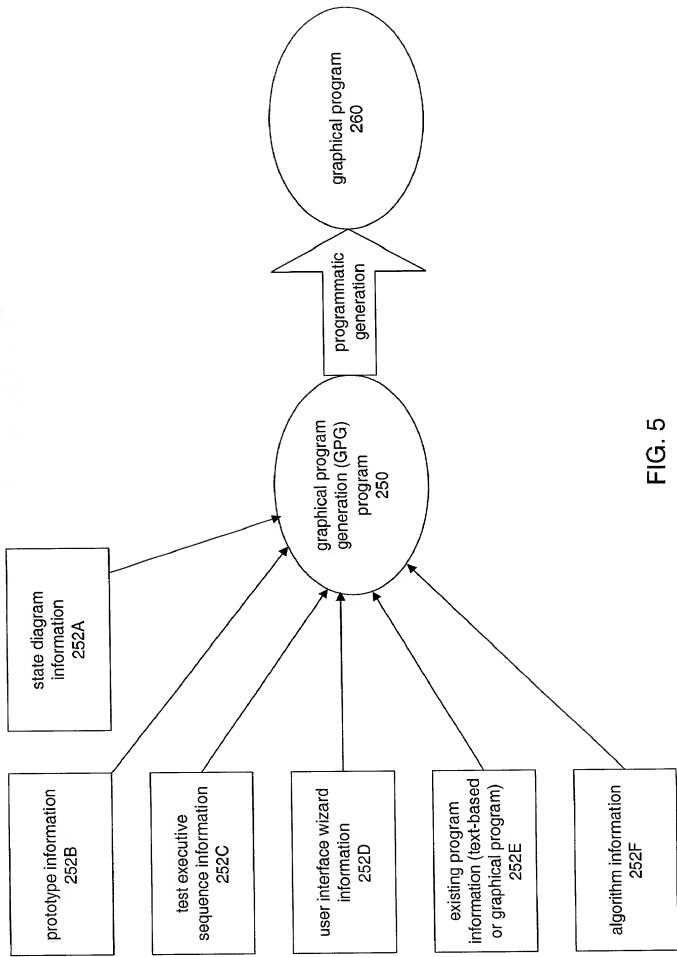 state diagram
information
252A
prototype information
252B
test executive
sequence information
252C
user interface wizard
information
252D
existing program
information (text-based
or graphical program)
252E
algorithm information
252F
graphical program
generation (GPG)
program
250
programmatic
generation
graphical program
260
FIG. 5